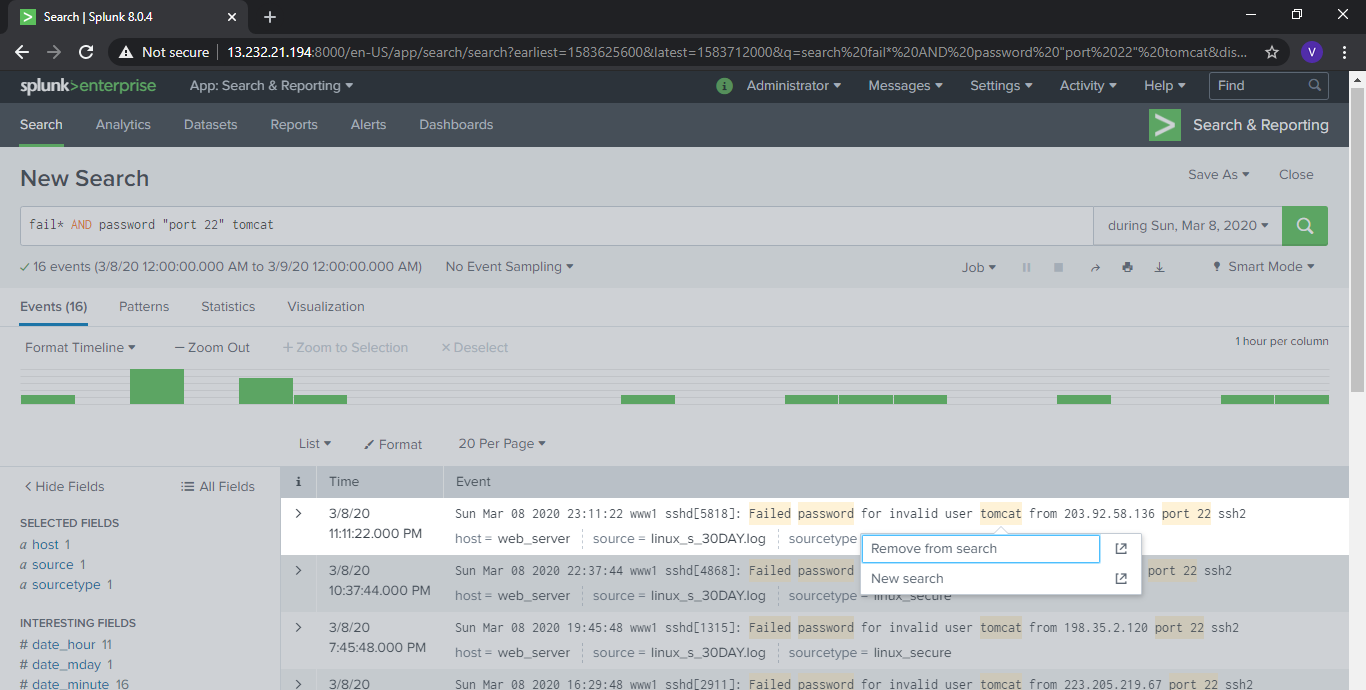 Search | Splunk 8.0.4
Not secure | 13.232.21.194:8000/en-US/app/search/search?earliest=1583625600&latest=1583712000&q=search%20fail*%20AND%20password%20"port%2022"%20tomcat&dis... V
splunk>enterprise App: Search & Reporting i Administrator Messages Settings Activity Help Find
Search Analytics Datasets Reports Alerts Dashboards Search & Reporting
New Search Save As Close
fail* AND password "port 22" tomcat during Sun, Mar 8, 2020
16 events (3/8/20 12:00:00.000 AM to 3/9/20 12:00:00.000 AM) No Event Sampling Job Smart Mode
Events (16) Patterns Statistics Visualization
Format Timeline — Zoom Out + Zoom to Selection × Deselect 1 hour per column
List Format 20 Per Page
< Hide Fields All Fields i Time Event
SELECTED FIELDS
a host 1
a source 1
a sourcetype 1
INTERESTING FIELDS
# date_hour 11
# date_mday 1
# date_minute 16
3/8/20 Sun Mar 08 2020 23:11:22 www1 sshd[5818]: Failed password for invalid user tomcat from 203.92.58.136 port 22 ssh2
11:11:22.000 PM host = web_server source = linux_s_30DAY.log sourcetype
Remove from search
New search
3/8/20 Sun Mar 08 2020 22:37:44 www1 sshd[4868]: Failed password port 22 ssh2
10:37:44.000 PM host = web_server source = linux_s_30DAY.log sourcetype = linux_secure
3/8/20 Sun Mar 08 2020 19:45:48 www1 sshd[1315]: Failed password for invalid user tomcat from 198.35.2.120 port 22 ssh2
7:45:48.000 PM host = web_server source = linux_s_30DAY.log sourcetype = linux_secure
3/8/20 Sun Mar 08 2020 16:29:48 www1 sshd[2911]: Failed password for invalid user tomcat from 223.205.219.67 port 22 ssh2